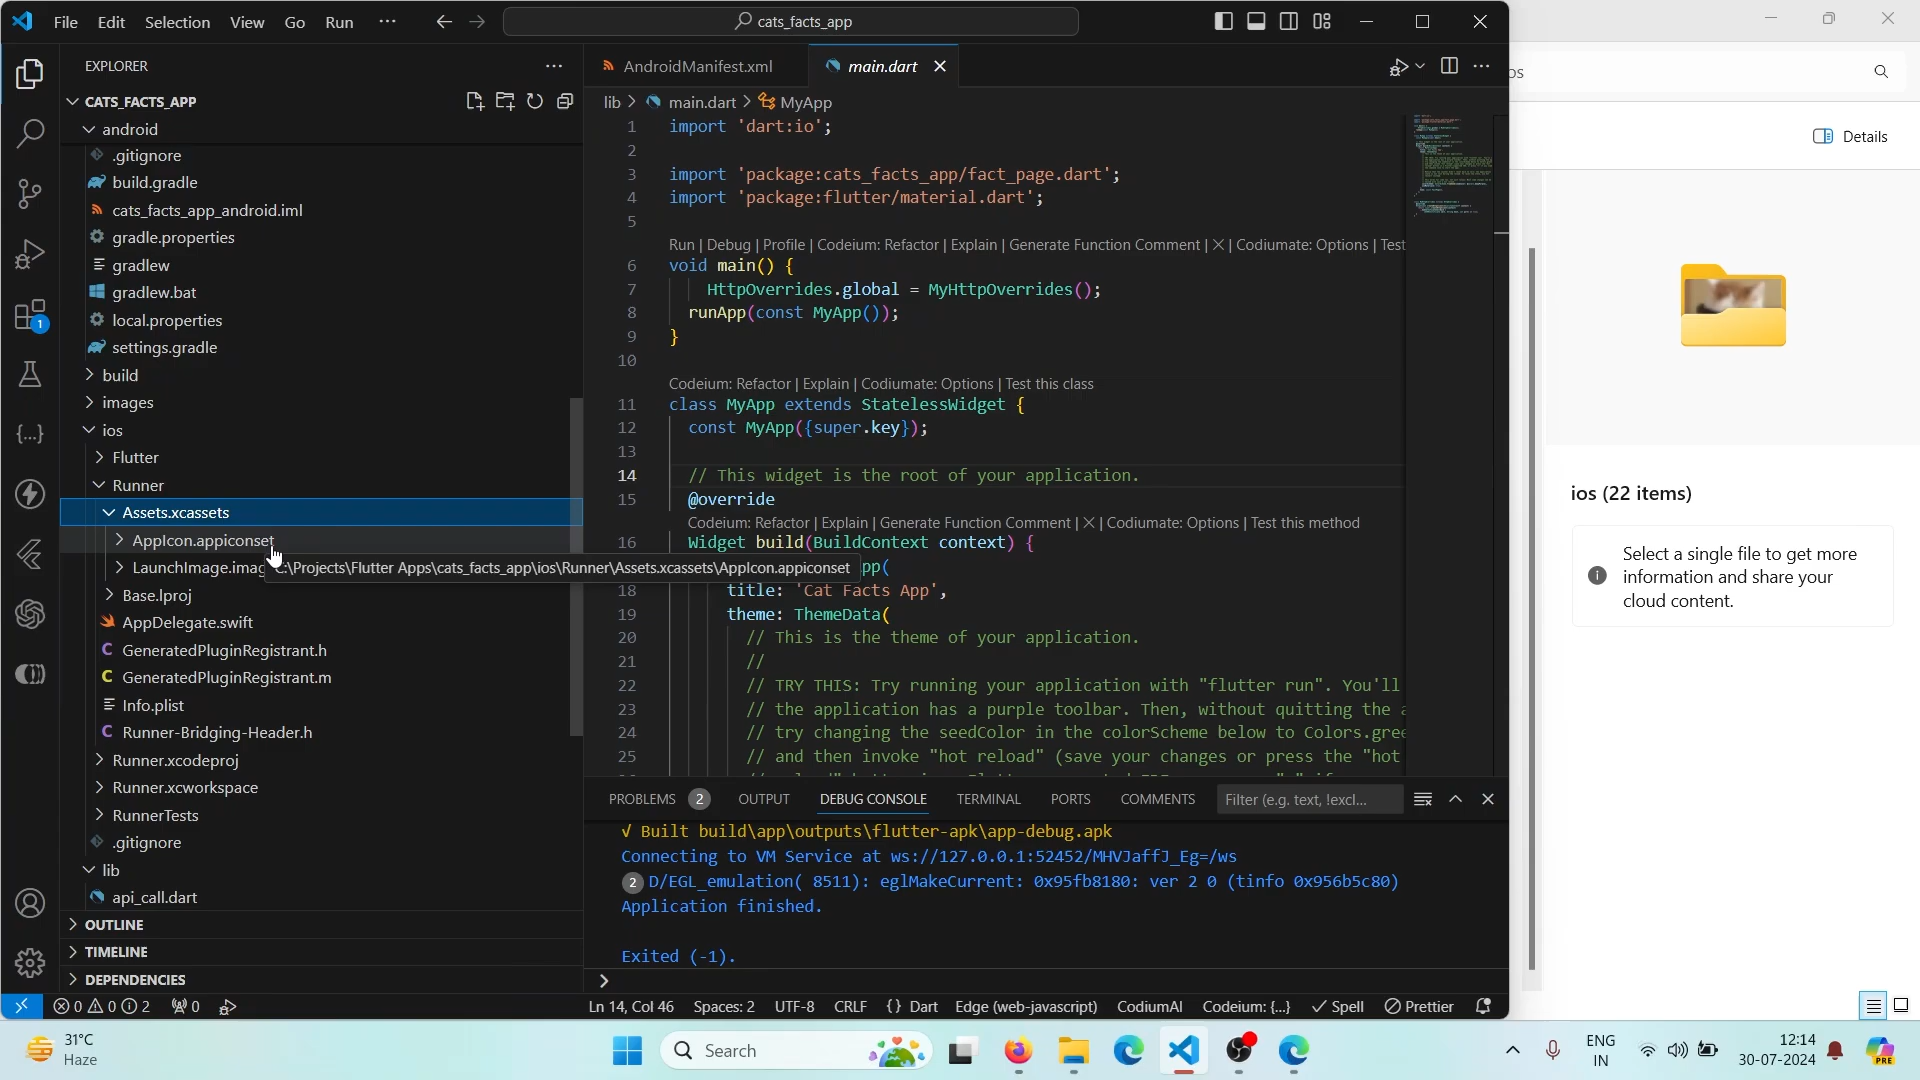 File Edit Selection View Go Run ··· cats_facts_app
EXPLORER ···
CATS_FACTS_APP
android
.gitignore
build.gradle
cats_facts_app_android.iml
gradle.properties
gradlew
gradlew.bat
local.properties
settings.gradle
build
images
ios
Flutter
Runner
Assets.xcassets
AppIcon.appiconset
LaunchImage.imag
:\Projects\Flutter Apps\cats_facts_app\ios\Runner\Assets.xcassets\AppIcon.appiconset
Base.lproj
AppDelegate.swift
C GeneratedPluginRegistrant.h
C GeneratedPluginRegistrant.m
Info.plist
C Runner-Bridging-Header.h
Runner.xcodeproj
Runner.xcworkspace
RunnerTests
.gitignore
lib
api_call.dart
OUTLINE
TIMELINE
DEPENDENCIES
1
AndroidManifest.xml main.dart
lib > main.dart > MyApp
1 import 'dart:io';
2
3 import 'package:cats_facts_app/fact_page.dart';
4 import 'package:flutter/material.dart';
5
Run | Debug | Profile | Codeium: Refactor | Explain | Generate Function Comment | X | Codiumate: Options | Test
6 void main() {
7 HttpOverrides.global = MyHttpOverrides();
8 runApp(const MyApp());
9 }
10
Codeium: Refactor | Explain | Codiumate: Options | Test this class
11 class MyApp extends StatelessWidget {
12 const MyApp({super.key});
13
14 // This widget is the root of your application.
15 @override
Codeium: Refactor | Explain | Generate Function Comment | X | Codiumate: Options | Test this method
16 Widget build(BuildContext context) {
pp(
18 title: 'Cat Facts App',
19 theme: ThemeData(
20 // This is the theme of your application.
21 //
22 // TRY THIS: Try running your application with "flutter run". You'll
23 // the application has a purple toolbar. Then, without quitting the a
24 // try changing the seedColor in the colorScheme below to Colors.gree
25 // and then invoke "hot reload" (save your changes or press the "hot
PROBLEMS 2 OUTPUT DEBUG CONSOLE TERMINAL PORTS COMMENTS Filter (e.g. text, !excl...
√ Built build\app\outputs\flutter-apk\app-debug.apk
Connecting to VM Service at ws://127.0.0.1:52452/MHVJaffJ_Eg=/ws
2 D/EGL_emulation( 8511): eglMakeCurrent: 0x95fb8180: ver 2 0 (tinfo 0x956b5c80)
Application finished.
Exited (-1).
0 0 2 0 Ln 14, Col 46 Spaces: 2 UTF-8 CRLF {} Dart Edge (web-javascript) CodiumAI Codeium: {...} Spell Prettier
os
Details
ios (22 items)
Select a single file to get more
information and share your
cloud content.
31°C
Haze
Search
ENG
IN
12:14
30-07-2024
PRE